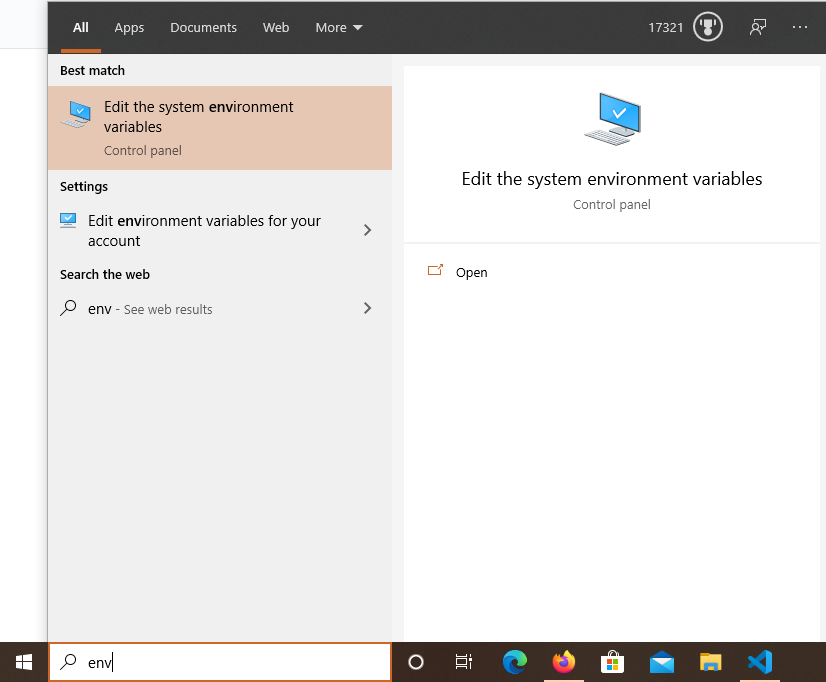 All Apps Documents Web More 17321 ...
Best match
Edit the system environment
variables
Control panel
Settings
Edit environment variables for your
account
Search the web
env - See web results
Edit the system environment variables
Control panel
Open
env